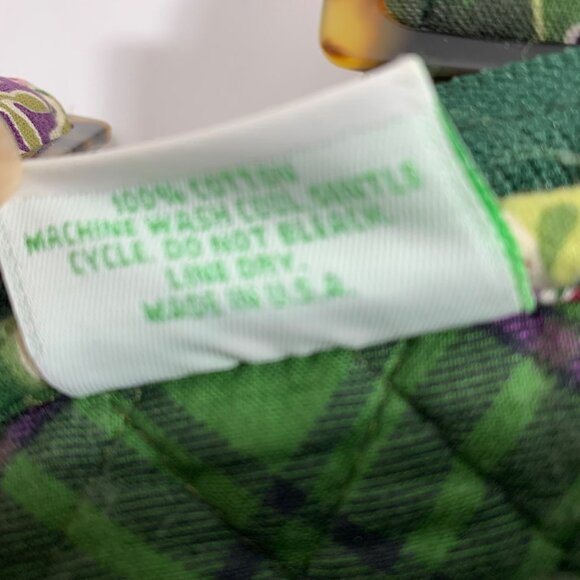 100% COTTON
MACHINE WASH COOL, GENTLE
CYCLE. DO NOT BLEACH.
LINE DRY.
MADE IN U.S.A.